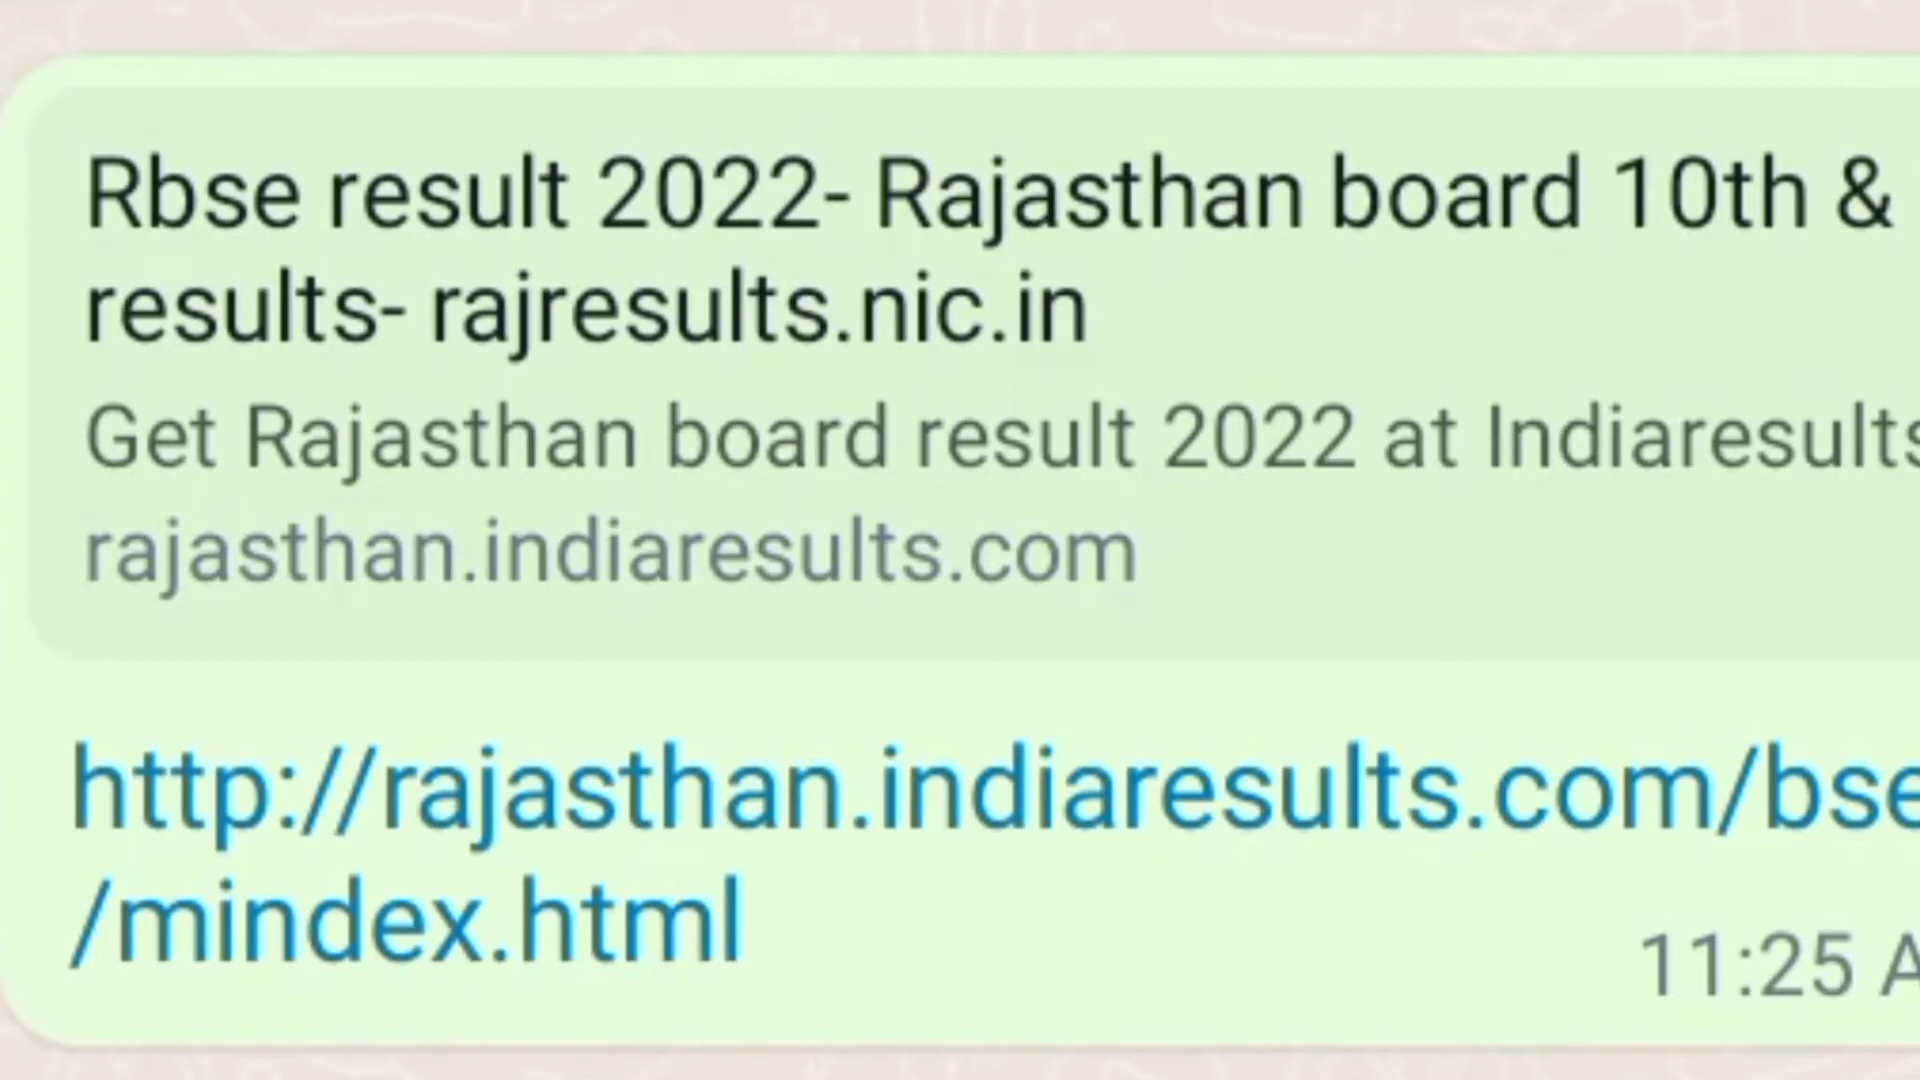 Rbse result 2022- Rajasthan board 10th &
results- rajresults.nic.in
Get Rajasthan board result 2022 at Indiaresults
rajasthan.indiaresults.com
http://rajasthan.indiaresults.com/bse
/mindex.html
11:25 A